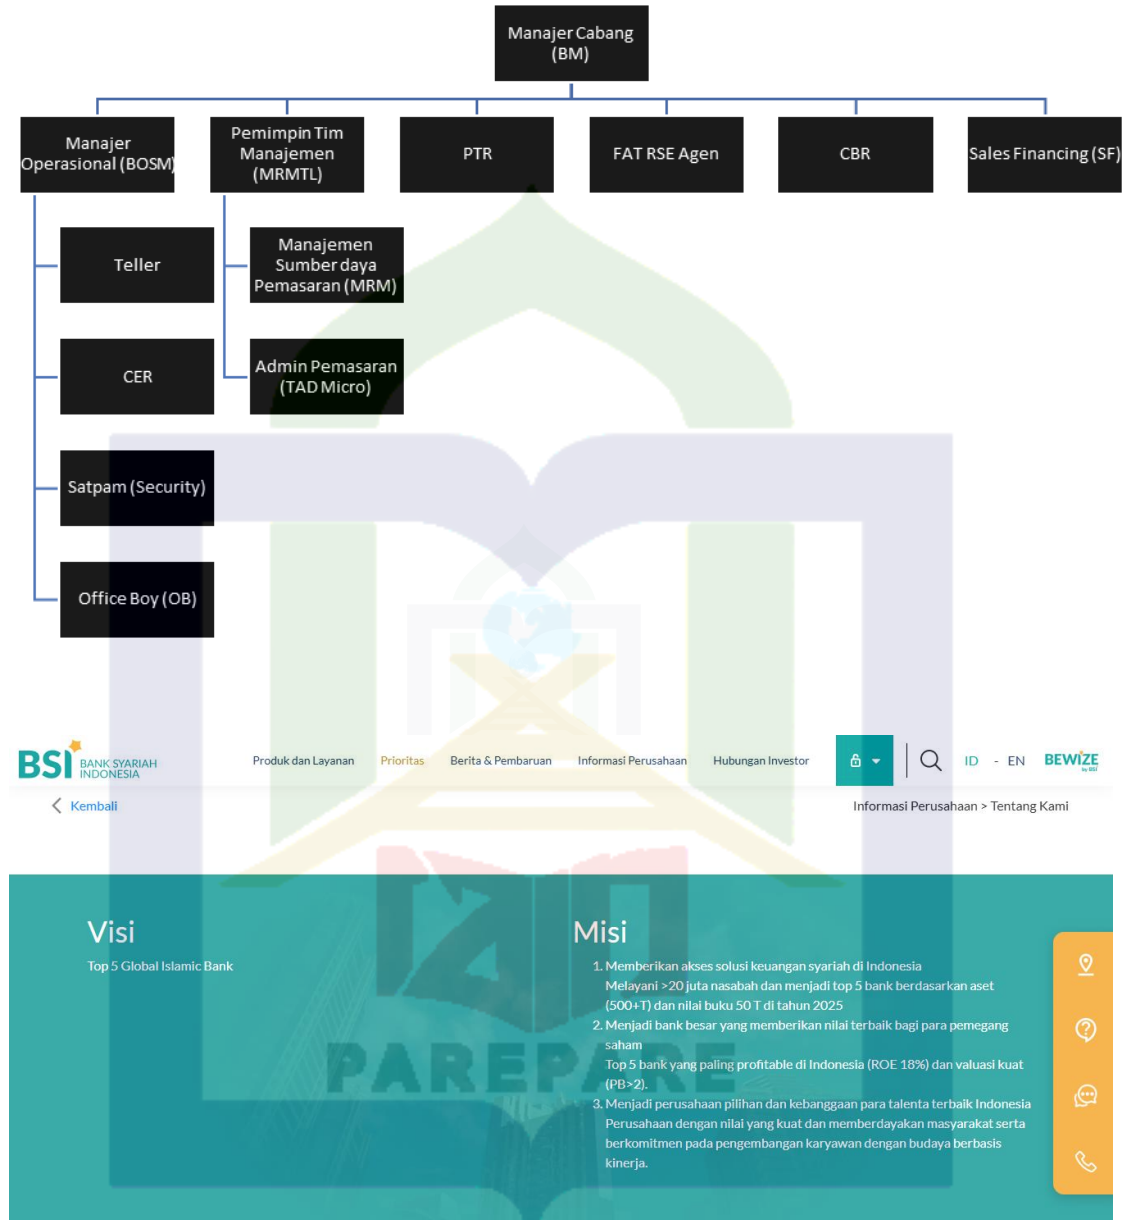 Manajer Cabang
(BM)
Manajer
Operasional (BOSM)
Pemimpin Tim
Manajemen
(MRMTL)
PTR
FAT RSE Agen
CBR
Sales Financing (SF)
Teller
Manajemen
Sumber daya
Pemasaran (MRM)
CER
Admin Pemasaran
(TAD Micro)
Satpam (Security)
Office Boy (OB)
BSI BANK SYARIAH
INDONESIA
Produk dan Layanan
Prioritas
Berita & Pembaruan
Informasi Perusahaan
Hubungan Investor
ID - EN
BEWIZE
by BSI
Kembali
Informasi Perusahaan > Tentang Kami
Visi
Top 5 Global Islamic Bank
Misi
1. Memberikan akses solusi keuangan syariah di Indonesia
Melayani >20 juta nasabah dan menjadi top 5 bank berdasarkan aset
(500+T) dan nilai buku 50 T di tahun 2025
2. Menjadi bank besar yang memberikan nilai terbaik bagi para pemegang
saham
Top 5 bank yang paling profitable di Indonesia (ROE 18%) dan valuasi kuat
(PB>2).
3. Menjadi perusahaan pilihan dan kebanggaan para talenta terbaik Indonesia
Perusahaan dengan nilai yang kuat dan memberdayakan masyarakat serta
berkomitmen pada pengembangan karyawan dengan budaya berbasis
kinerja.
PAREPARE